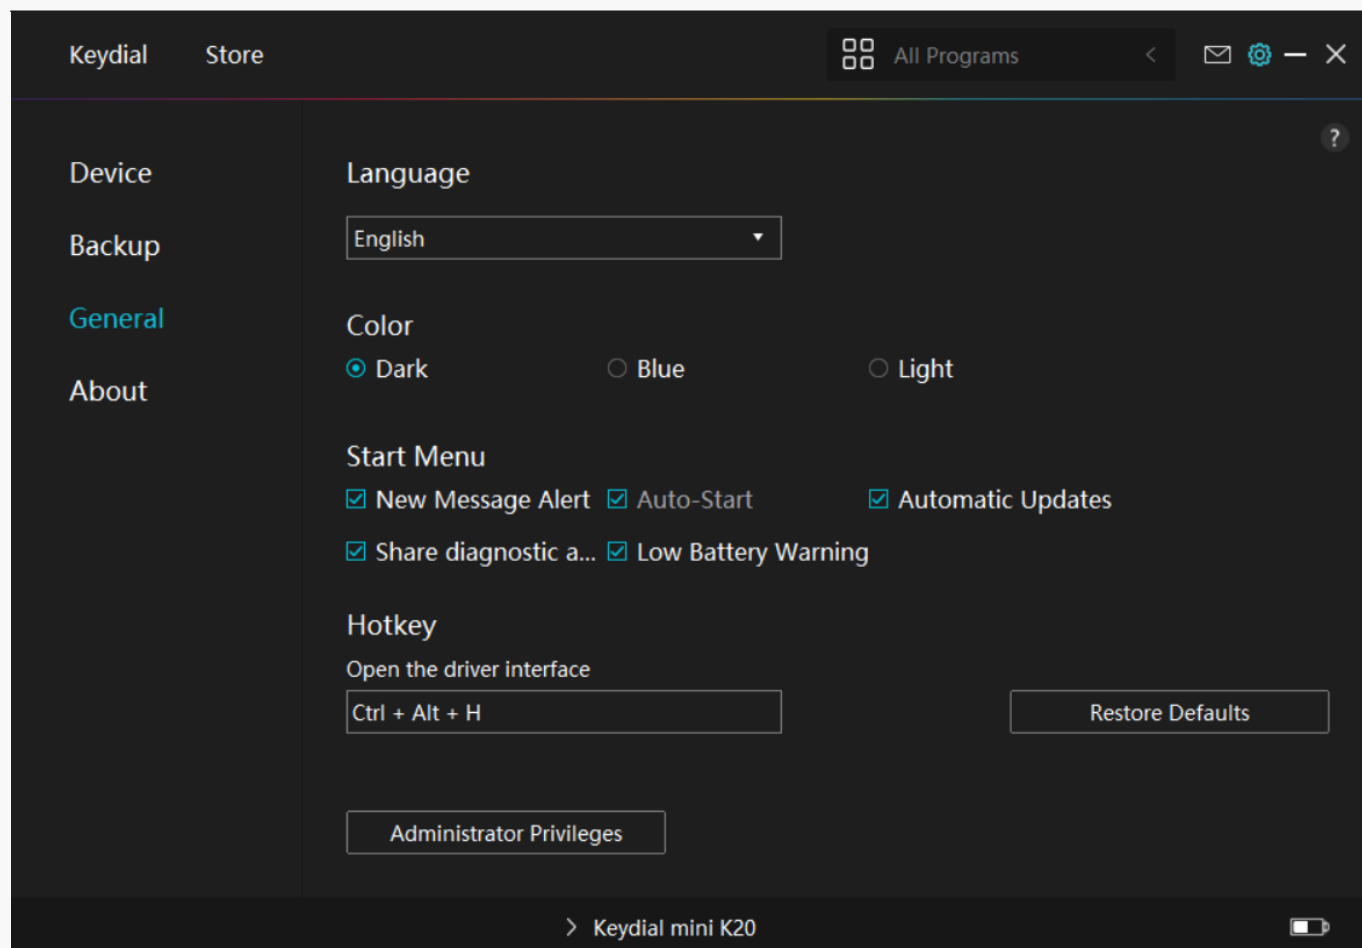 Keydial Store All Programs
?
Device
Backup
General
About
Language
English
Color
Dark Blue Light
Start Menu
New Message Alert Auto-Start Automatic Updates
Share diagnostic a... Low Battery Warning
Hotkey
Open the driver interface
Ctrl + Alt + H
Restore Defaults
Administrator Privileges
Keydial mini K20